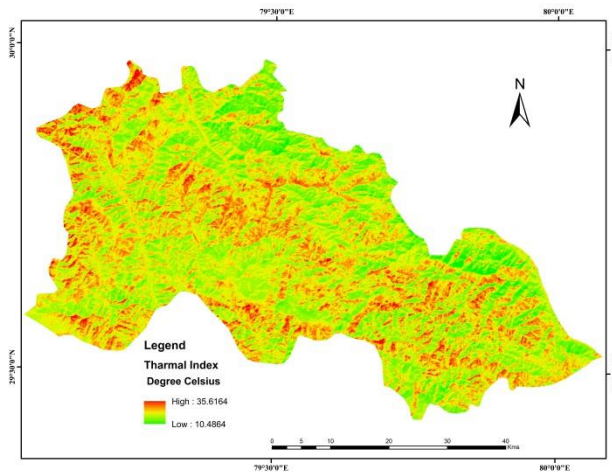 79°30'0"E
80°0'0"E
30°0'0"N
N
Legend
Tharmal Index
Degree Celsius
High : 35.6164
Low : 10.4864
29°30'0"N
0 5 10 20 30 40
Kms
79°30'0"E
80°0'0"E